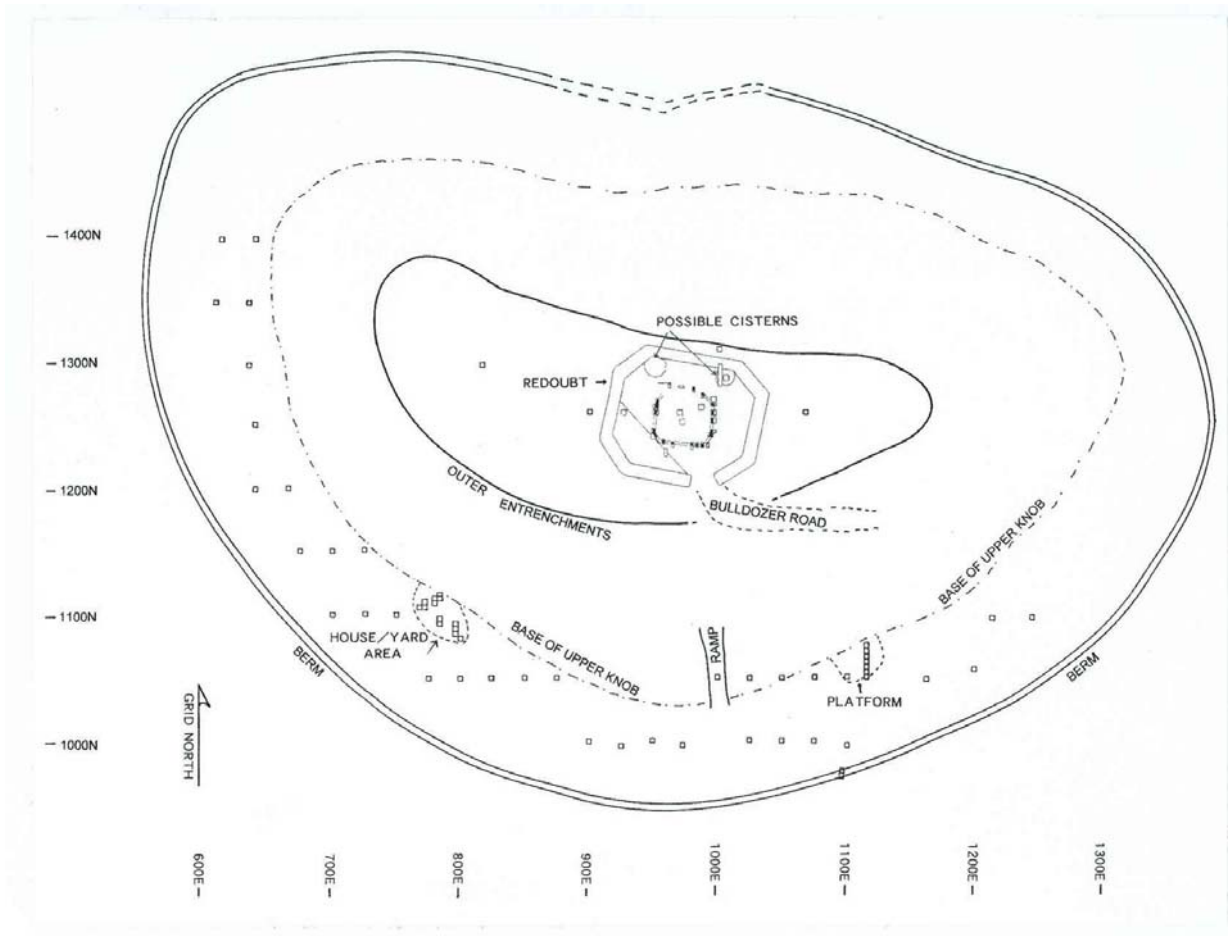 1400N
POSSIBLE CISTERNS
1300N
REDOUBT
OUTER ENTRENCHMENTS
1200N
BULLDOZER ROAD
BASE OF UPPER KNOB
1100N
HOUSE/YARD
AREA
BASE OF UPPER KNOB
RAMP
BERM
BERM
PLATFORM
GRID NORTH
1000N
600E
700E
800E
900E
1000E
1100E
1200E
1300E